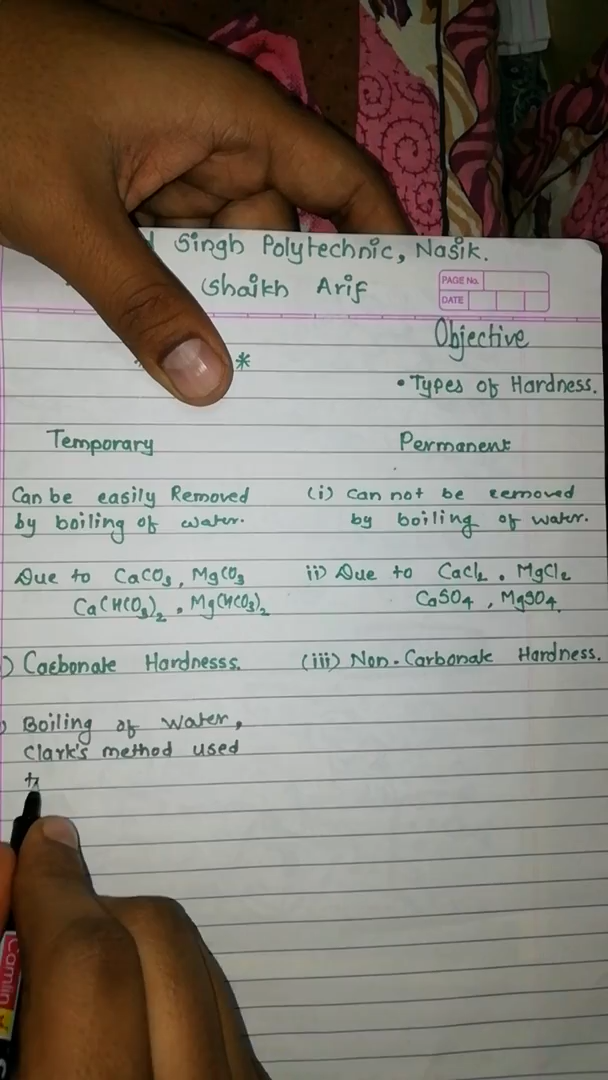 Singh Polytechnic, Nasik.
Shaikh Arif
PAGE No.
DATE
Objective
*
• Types of Hardness.
Temporary
Permanent
Can be easily Removed
by boiling of water.
(i) Can not be removed
by boiling of water.
Due to CaCO3, MgCO3
Ca(HCO3)2, Mg(HCO3)2
ii) Due to CaCl2, MgCl2
CaSO4, MgSO4.
) Carbonate Hardnesss.
(iii) Non-Carbonate Hardness.
) Boiling of water,
Clark's method used
Camlin